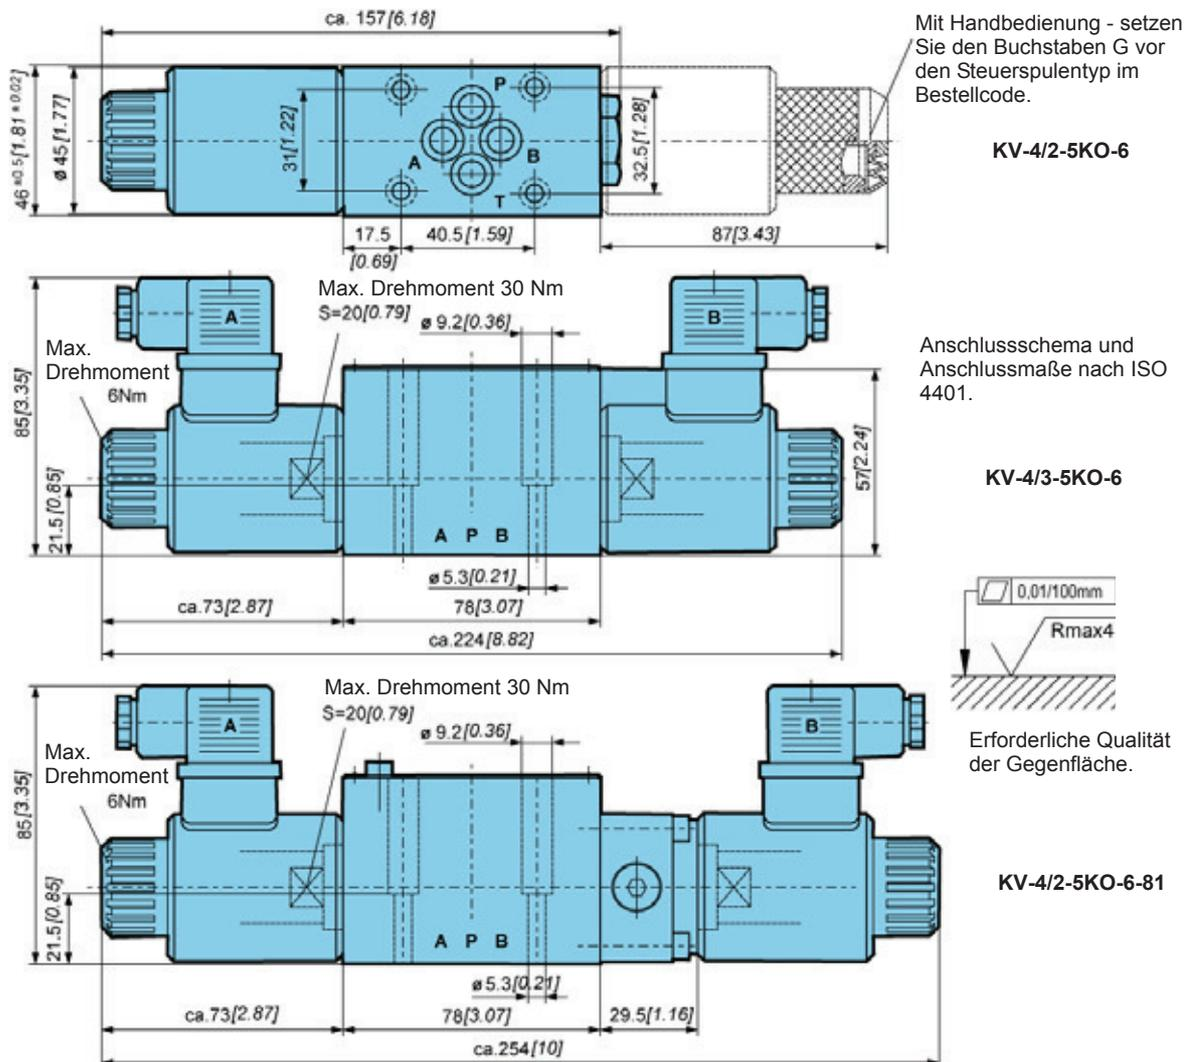 ca. 157[6.18]
Mit Handbedienung - setzen
Sie den Buchstaben G vor
den Steuerspulentyp im
Bestellcode.
KV-4/2-5KO-6
46 ±0.5[1.81 ± 0.02]
ø 45 [1.77]
31[1.22]
P
A
B
T
32.5 [1.28]
17.5
[0.69]
40.5[1.59]
87[3.43]
Max. Drehmoment 30 Nm
S=20[0.79]
ø 9.2[0.36]
A
B
Max.
Drehmoment
6Nm
85[3.35]
21.5[0.85]
57[2.24]
A P B
ø 5.3[0.21]
ca.73[2.87]
78[3.07]
ca.224[8.82]
Anschlussschema und
Anschlussmaße nach ISO
4401.
KV-4/3-5KO-6
0,01/100mm
Rmax4
Erforderliche Qualität
der Gegenfläche.
Max. Drehmoment 30 Nm
S=20[0.79]
ø 9.2[0.36]
A
B
Max.
Drehmoment
6Nm
85[3.35]
21.5[0.85]
A P B
ø 5.3[0.21]
ca.73[2.87]
78[3.07]
29.5[1.16]
ca.254[10]
KV-4/2-5KO-6-81